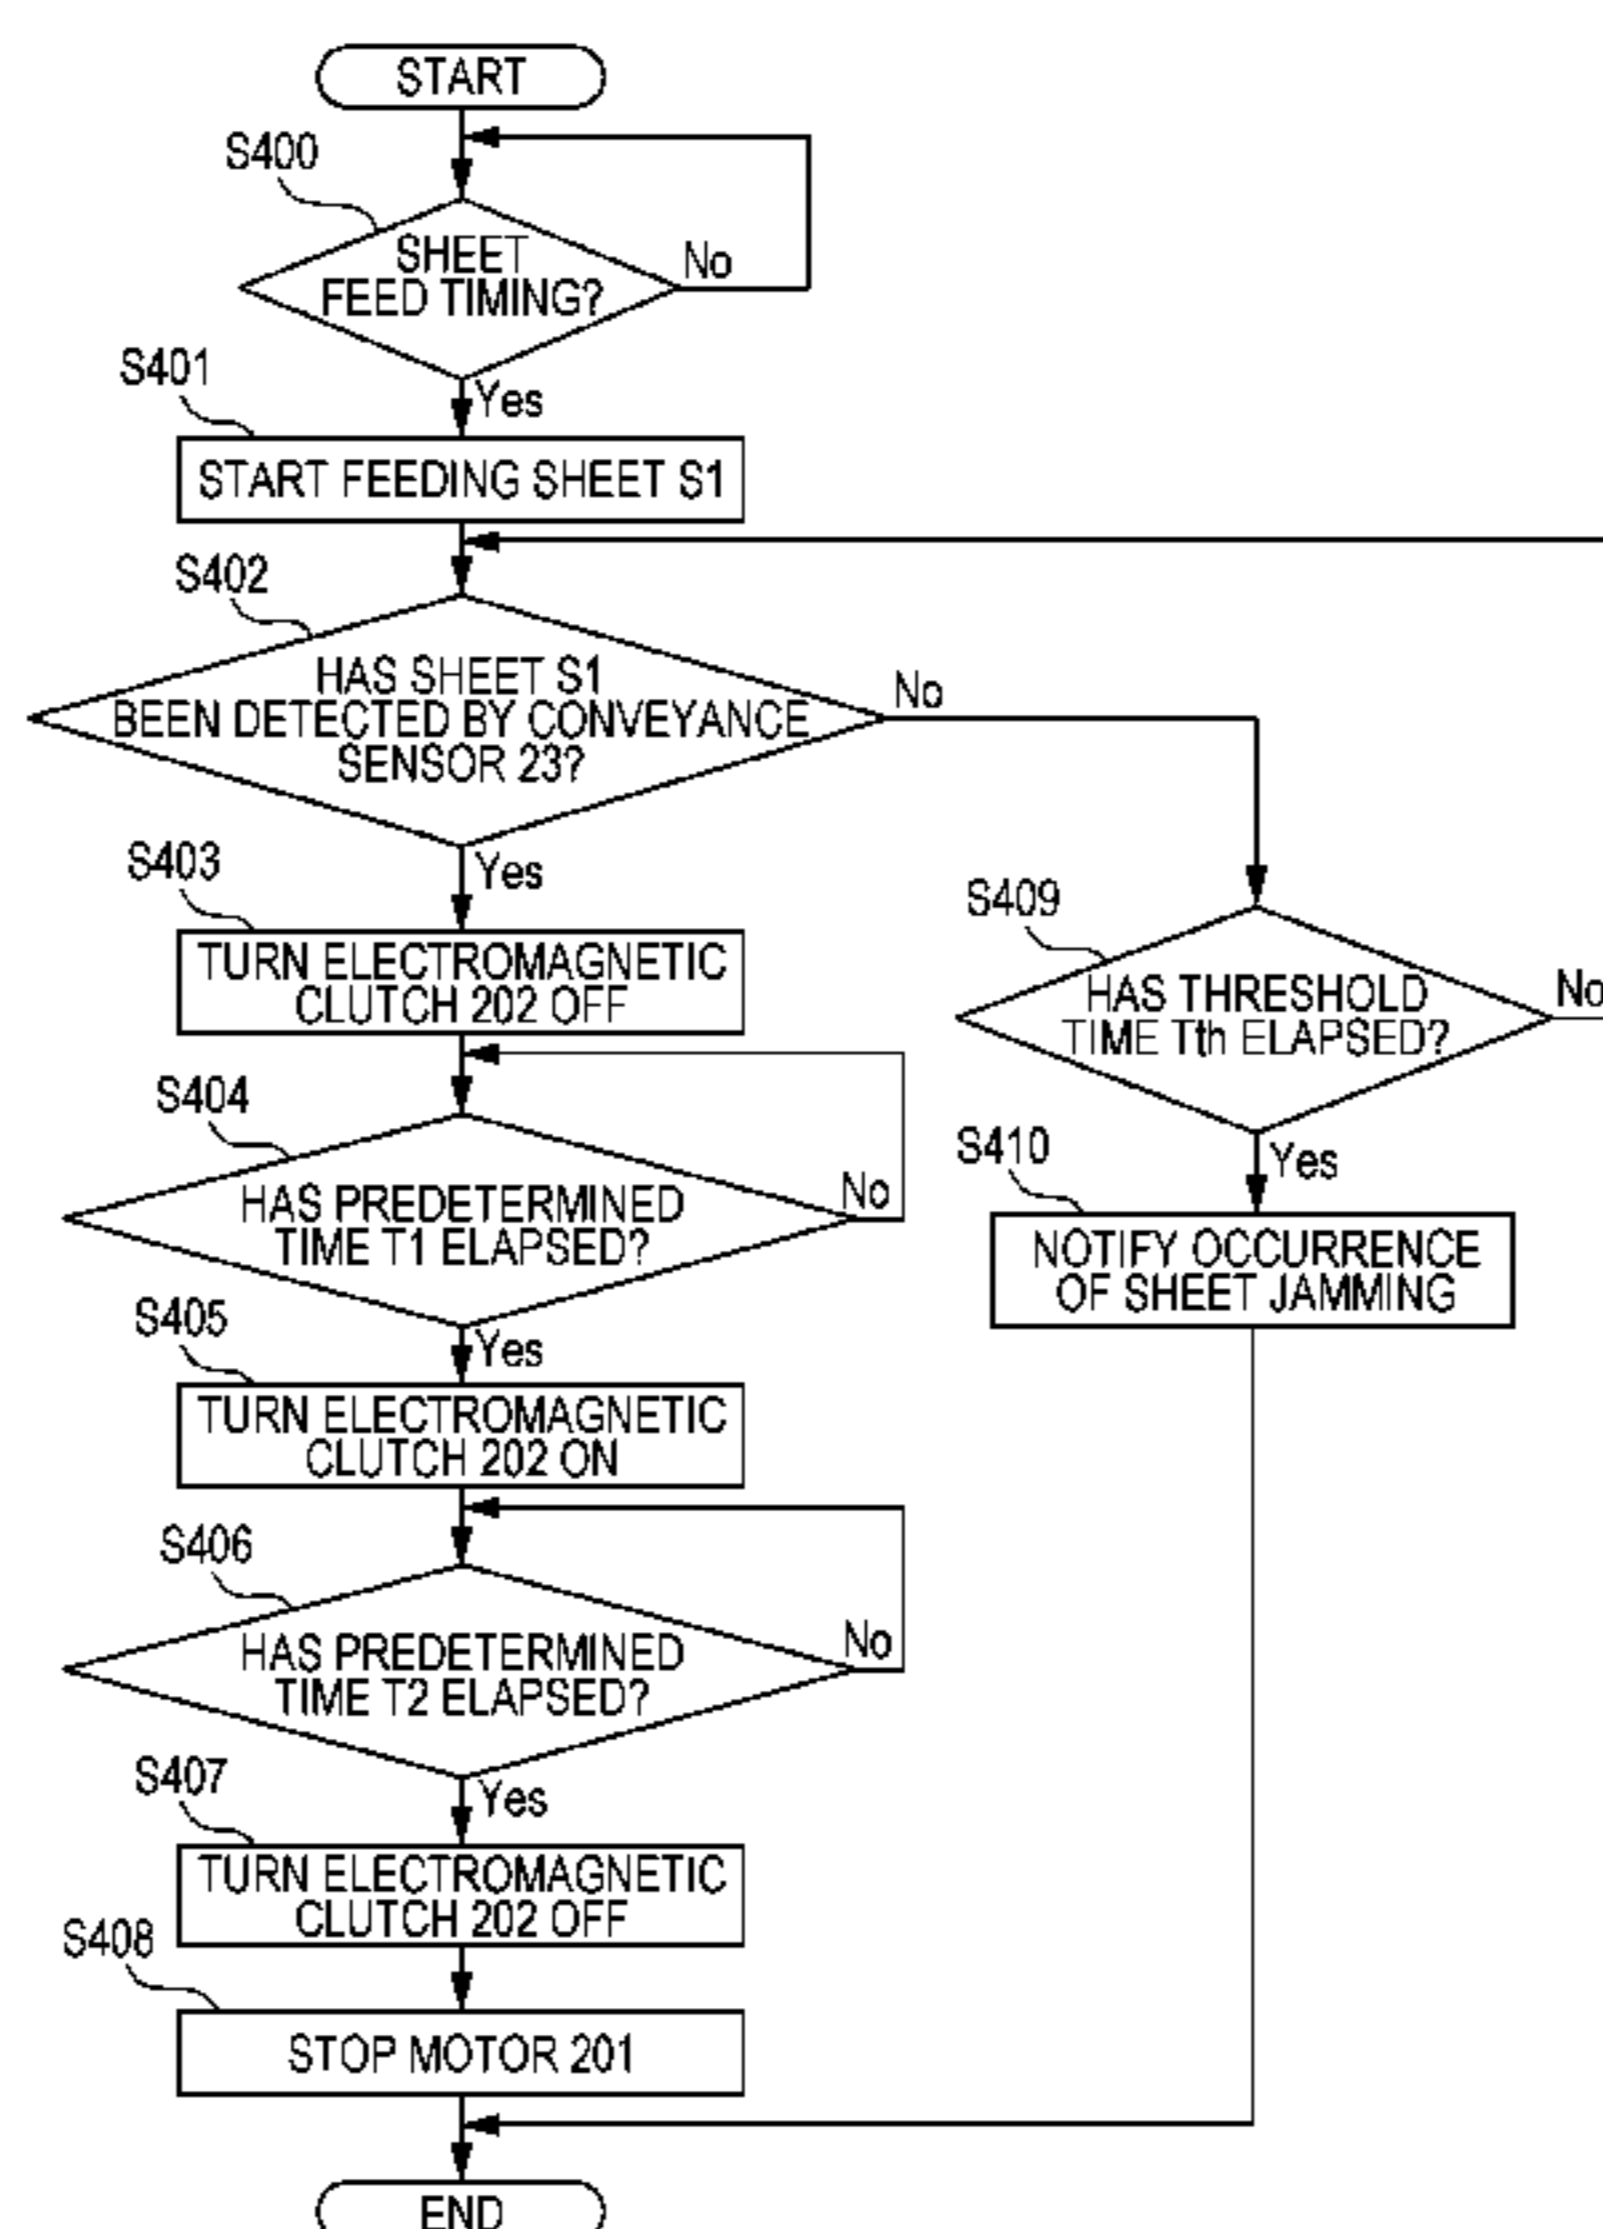 START
S400
SHEET
FEED TIMING?
No
Yes
S401
START FEEDING SHEET S1
S402
HAS SHEET S1
BEEN DETECTED BY CONVEYANCE
SENSOR 23?
No
Yes
S403
TURN ELECTROMAGNETIC
CLUTCH 202 OFF
S404
HAS PREDETERMINED
TIME T1 ELAPSED?
No
Yes
S405
TURN ELECTROMAGNETIC
CLUTCH 202 ON
S406
HAS PREDETERMINED
TIME T2 ELAPSED?
No
Yes
S407
TURN ELECTROMAGNETIC
CLUTCH 202 OFF
S408
STOP MOTOR 201
S409
HAS THRESHOLD
TIME Tth ELAPSED?
No
Yes
S410
NOTIFY OCCURRENCE
OF SHEET JAMMING
END